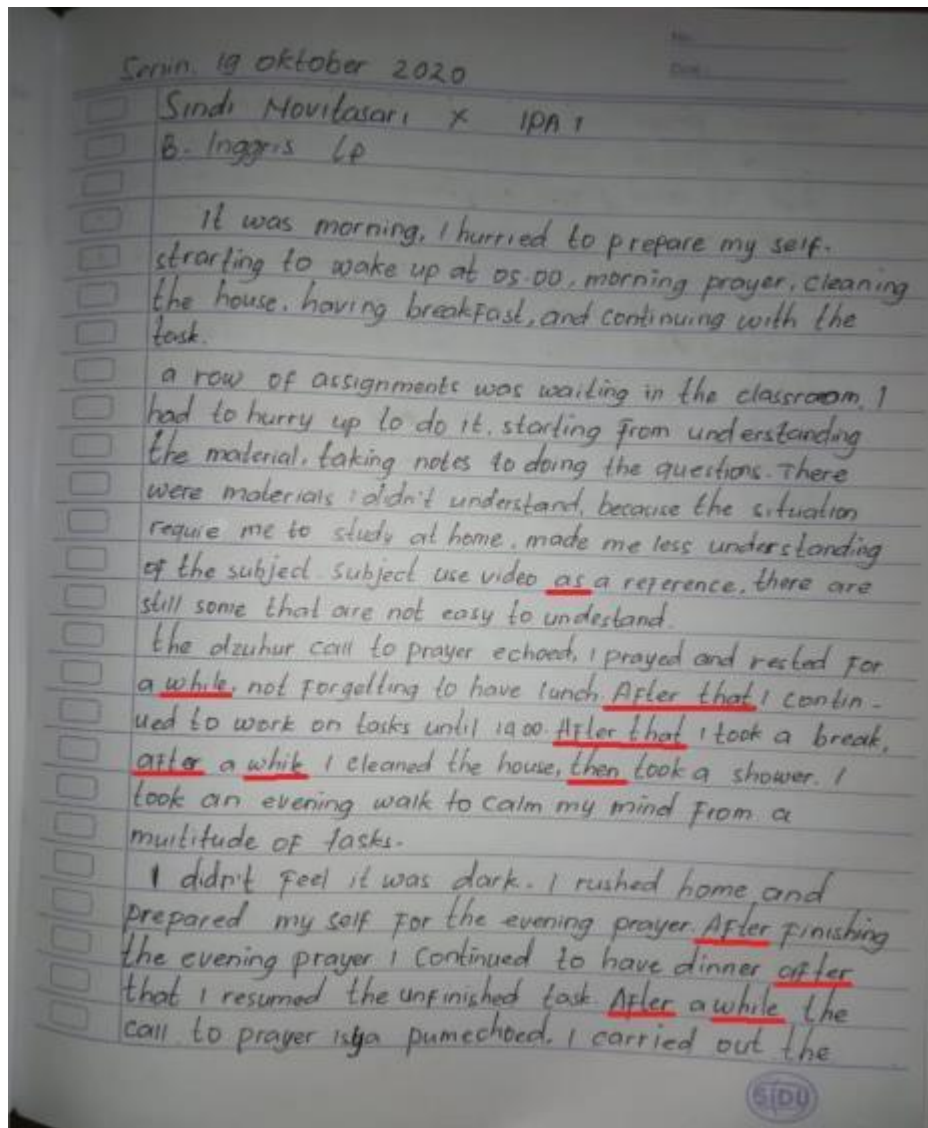 No.
Date:
Senin, 19 oktober 2020
Sindi Novitasari X IPA 1
B. Inggris LP
It was morning, I hurried to prepare my self.
strarting to wake up at 05.00, morning prayer, cleaning
the house, having breakfast, and continuing with the
task.
a row of assignments was waiting in the classroom, I
had to hurry up to do it, starting from understanding
the material, taking notes to doing the questions. There
were materials i didn't understand, because the situation
requie me to study at home, made me less understanding
of the subject. Subject use video as a reference, there are
still some that are not easy to undestand.
the dzuhur call to prayer echoed, I prayed and rested for
a while, not forgetting to have lunch. After that I contin-
ued to work on tasks until 14 00. After that I took a break,
after a while I cleaned the house, then took a shower. I
took an evening walk to calm my mind from a
multitude of tasks.
I didn't feel it was dark. I rushed home, and
prepared my self for the evening prayer. After finishing
the evening prayer I continued to have dinner after
that I resumed the unfinished task. After a while the
call to prayer isya pumechoed, I carried out the
SIDU